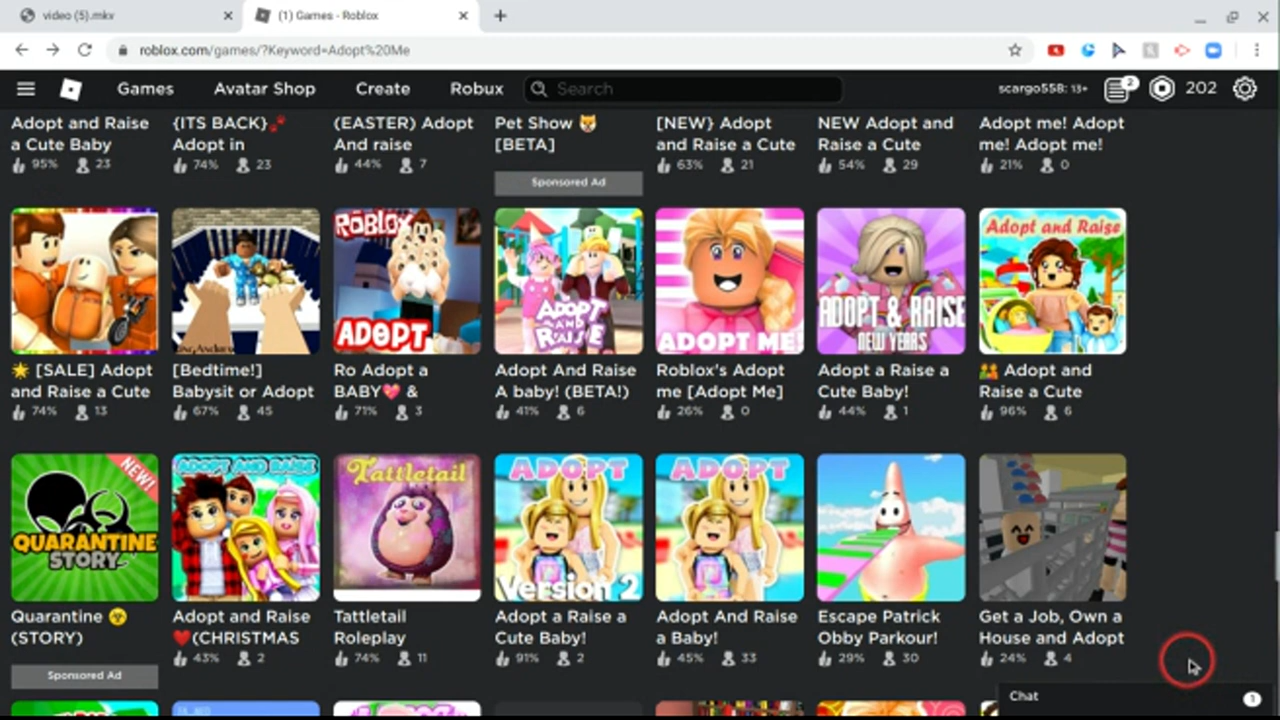 video (5).mkv
(1) Games - Roblox
roblox.com/games/?Keyword=Adopt%20Me
Games
Avatar Shop
Create
Robux
Search
scargo558: 13+
2
202
Adopt and Raise
a Cute Baby
95% 23
{ITS BACK}🐾
Adopt in
74% 23
(EASTER) Adopt
And raise
44% 7
Pet Show 🐱
[BETA]
Sponsored Ad
[NEW} Adopt
and Raise a Cute
63% 21
NEW Adopt and
Raise a Cute
54% 29
Adopt me! Adopt
me! Adopt me!
21% 0
🌟 [SALE] Adopt
and Raise a Cute
74% 13
[Bedtime!]
Babysit or Adopt
67% 45
ROBLOX
ADOPT
Ro Adopt a
BABY💖 &
71% 3
ADOPT
AND
RAISE
Adopt And Raise
A baby! (BETA!)
41% 6
ADOPT ME!
Roblox's Adopt
me [Adopt Me]
26% 0
ADOPT & RAISE
NEW YEARS
Adopt a Raise a
Cute Baby!
44% 1
Adopt and Raise
👪 Adopt and
Raise a Cute
96% 6
NEW!
QUARANTINE
STORY
Quarantine ☣
(STORY)
Sponsored Ad
ADOPT AND RAISE
Adopt and Raise
❤️(CHRISTMAS
43% 2
Tattletail
Tattletail
Roleplay
74% 11
ADOPT
Version 2
Adopt a Raise a
Cute Baby!
91% 2
ADOPT
Adopt And Raise
a Baby!
45% 33
Escape Patrick
Obby Parkour!
29% 30
Get a Job, Own a
House and Adopt
24% 4
Chat
1